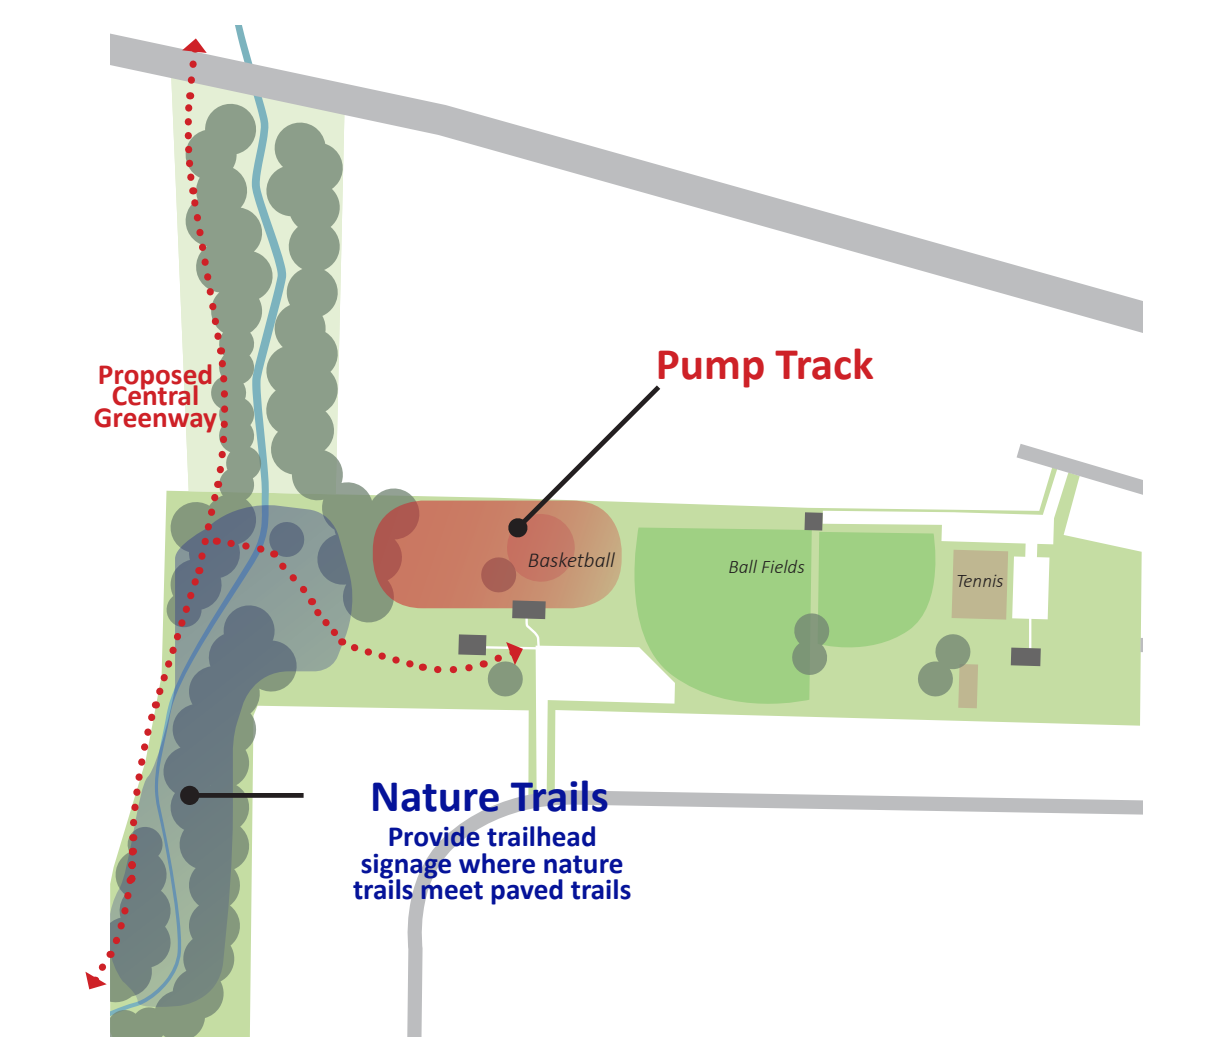 Pump Track
Proposed
Central
Greenway
Basketball
Ball Fields
Tennis
Nature Trails
Provide trailhead
signage where nature
trails meet paved trails